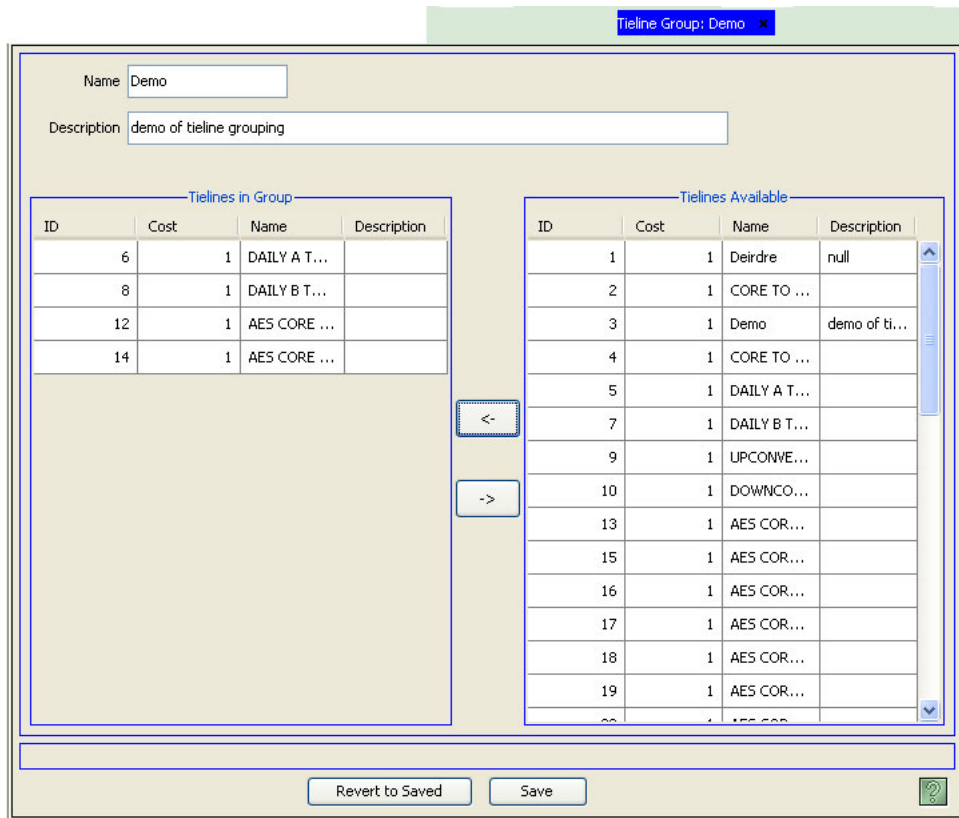 Tieline Group: Demo ×
Name Demo
Description demo of tieline grouping
Tielines in Group
ID Cost Name Description
6 1 DAILY A T...
8 1 DAILY B T...
12 1 AES CORE ...
14 1 AES CORE ...
<-
->
Tielines Available
ID Cost Name Description
1 1 Deirdre null
2 1 CORE TO ...
3 1 Demo demo of ti...
4 1 CORE TO ...
5 1 DAILY A T...
7 1 DAILY B T...
9 1 UPCONVE...
10 1 DOWNCO...
13 1 AES COR...
15 1 AES COR...
16 1 AES COR...
17 1 AES COR...
18 1 AES COR...
19 1 AES COR...
Revert to Saved Save
?